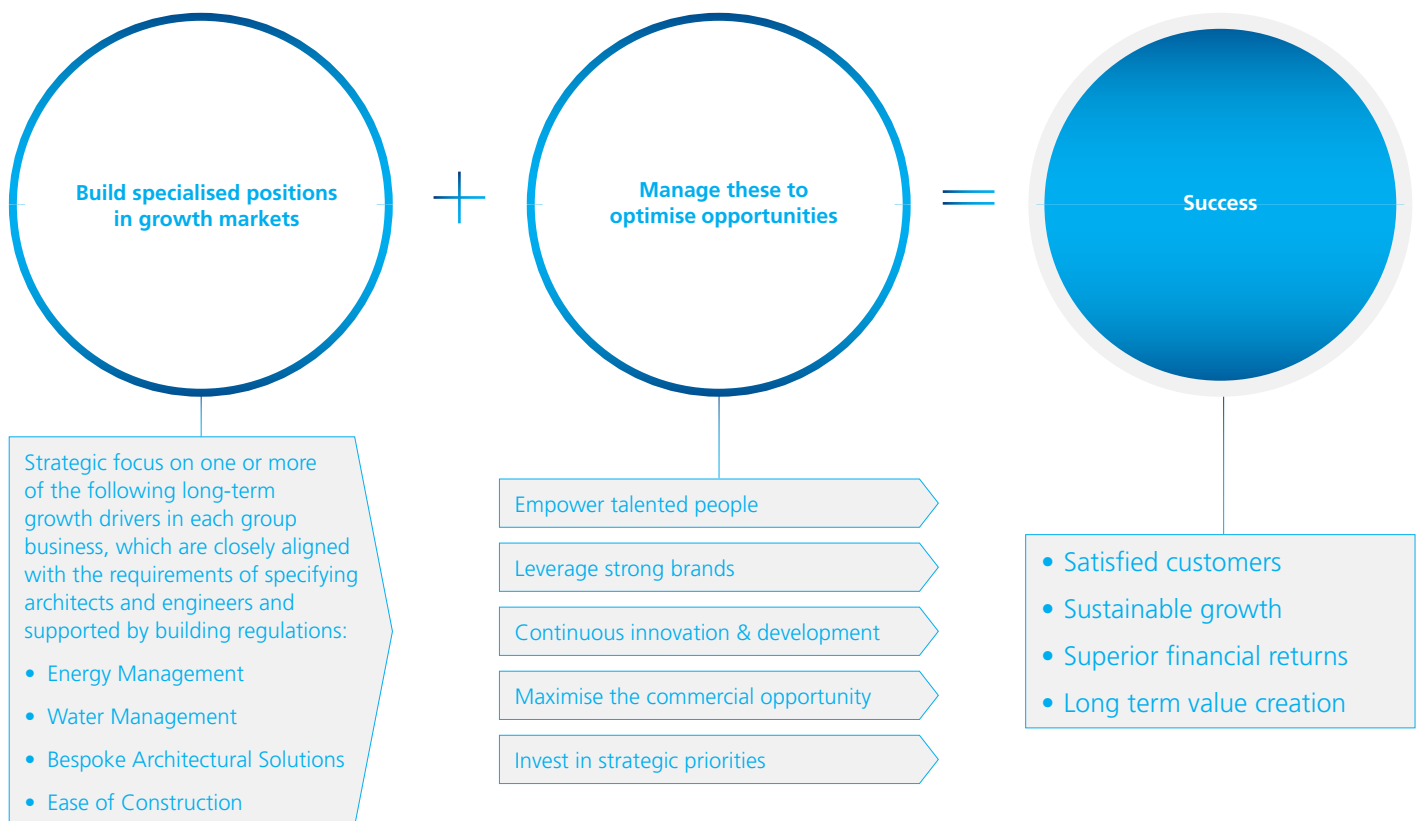 Build specialised positions
in growth markets
+
Manage these to
optimise opportunities
=
Success
Strategic focus on one or more
of the following long-term
growth drivers in each group
business, which are closely aligned
with the requirements of specifying
architects and engineers and
supported by building regulations:
• Energy Management
• Water Management
• Bespoke Architectural Solutions
• Ease of Construction
Empower talented people
Leverage strong brands
Continuous innovation & development
Maximise the commercial opportunity
Invest in strategic priorities
• Satisfied customers
• Sustainable growth
• Superior financial returns
• Long term value creation